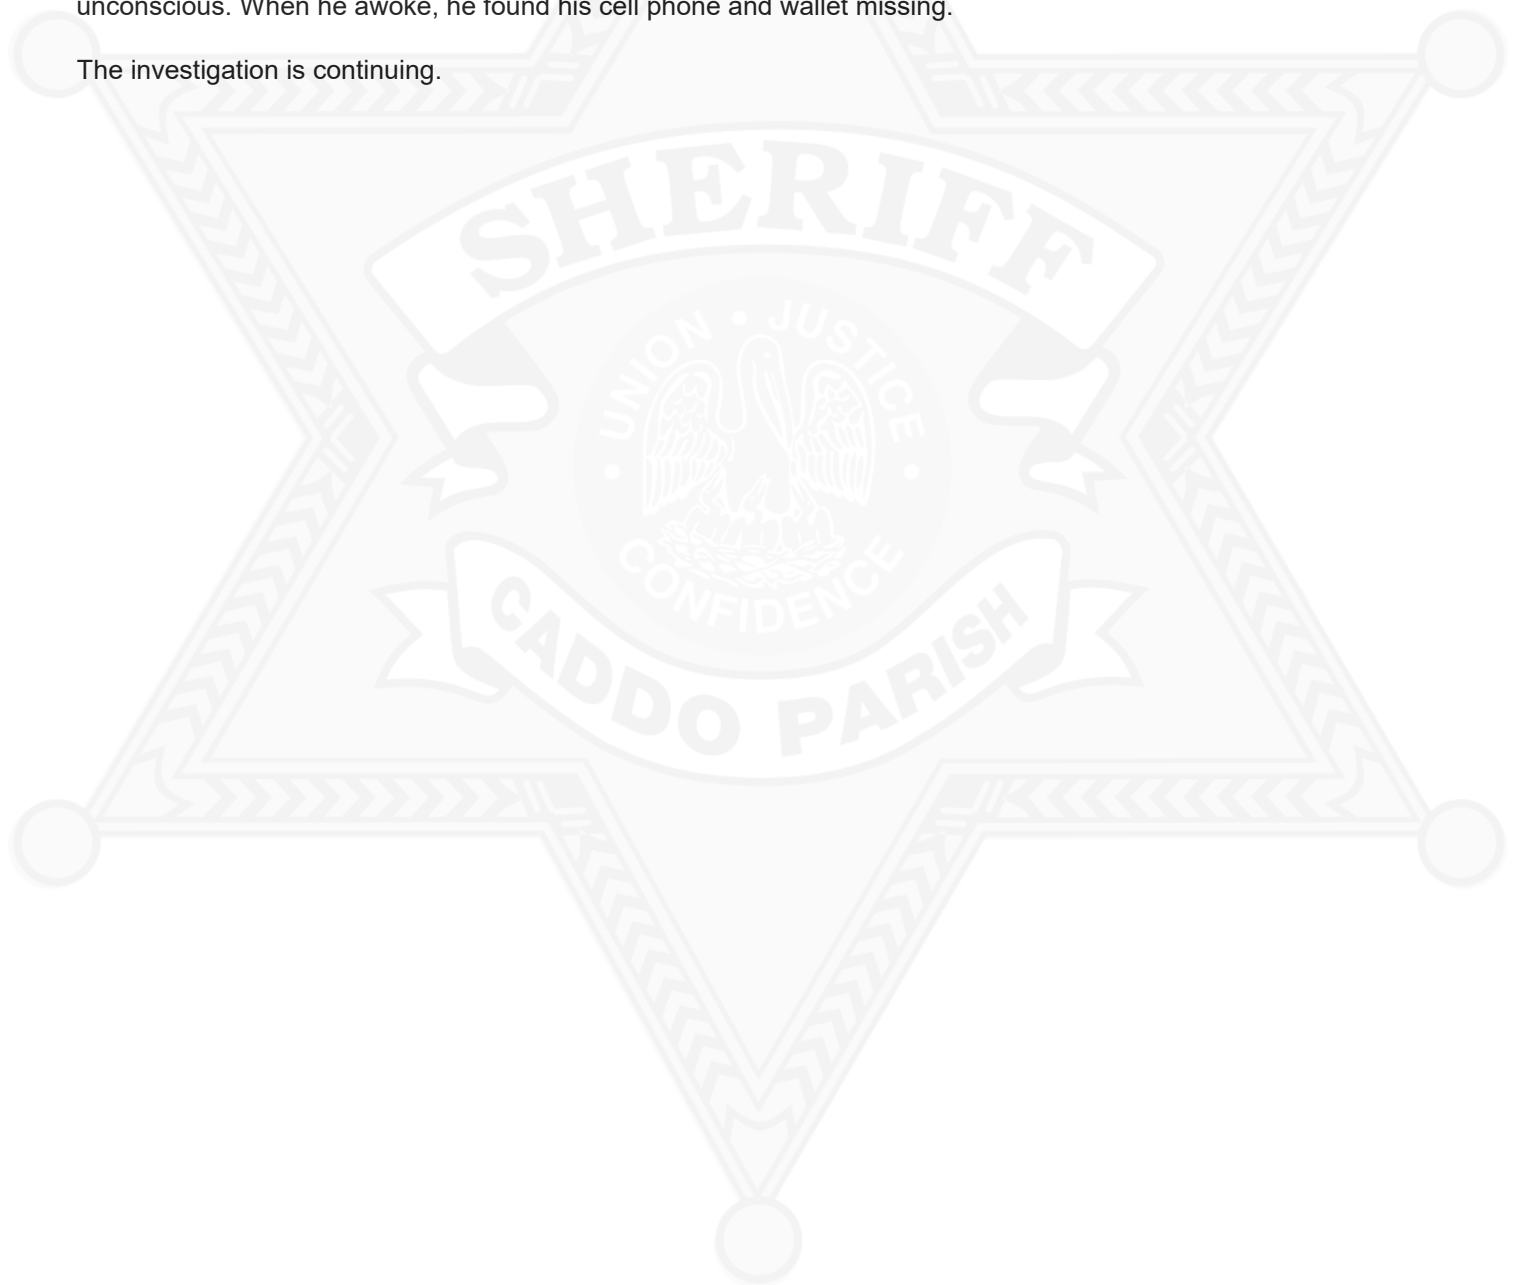 unconscious. When he awoke, he found his cell phone and wallet missing.
The investigation is continuing.
SHERIFF
UNION • JUSTICE
• CONFIDENCE •
CADDO PARISH